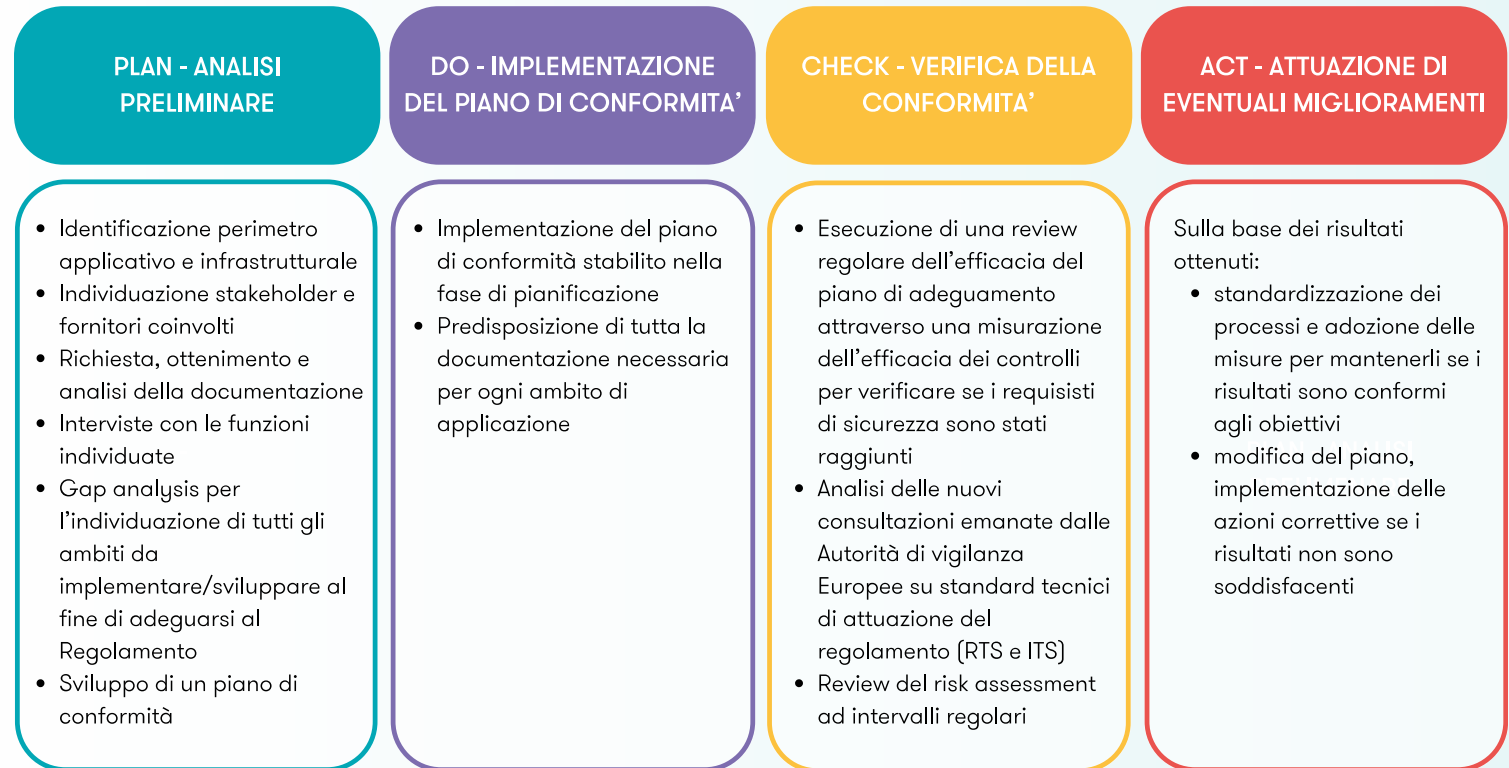 PLAN - ANALISI
PRELIMINARE
DO - IMPLEMENTAZIONE
DEL PIANO DI CONFORMITA'
CHECK - VERIFICA DELLA
CONFORMITA'
ACT - ATTUAZIONE DI
EVENTUALI MIGLIORAMENTI
• Identificazione perimetro
applicativo e infrastrutturale
• Individuazione stakeholder e
fornitori coinvolti
• Richiesta, ottenimento e
analisi della documentazione
• Interviste con le funzioni
individuate
• Gap analysis per
l'individuazione di tutti gli
ambiti da
implementare/sviluppare al
fine di adeguarsi al
Regolamento
• Sviluppo di un piano di
conformità
• Implementazione del piano
di conformità stabilito nella
fase di pianificazione
• Predisposizione di tutta la
documentazione necessaria
per ogni ambito di
applicazione
• Esecuzione di una review
regolare dell'efficacia del
piano di adeguamento
attraverso una misurazione
dell'efficacia dei controlli
per verificare se i requisisti
di sicurezza sono stati
raggiunti
• Analisi delle nuovi
consultazioni emanate dalle
Autorità di vigilanza
Europee su standard tecnici
di attuazione del
regolamento (RTS e ITS)
• Review del risk assessment
ad intervalli regolari
Sulla base dei risultati
ottenuti:
• standardizzazione dei
processi e adozione delle
misure per mantenerli se i
risultati sono conformi
agli obiettivi
• modifica del piano,
implementazione delle
azioni correttive se i
risultati non sono
soddisfacenti